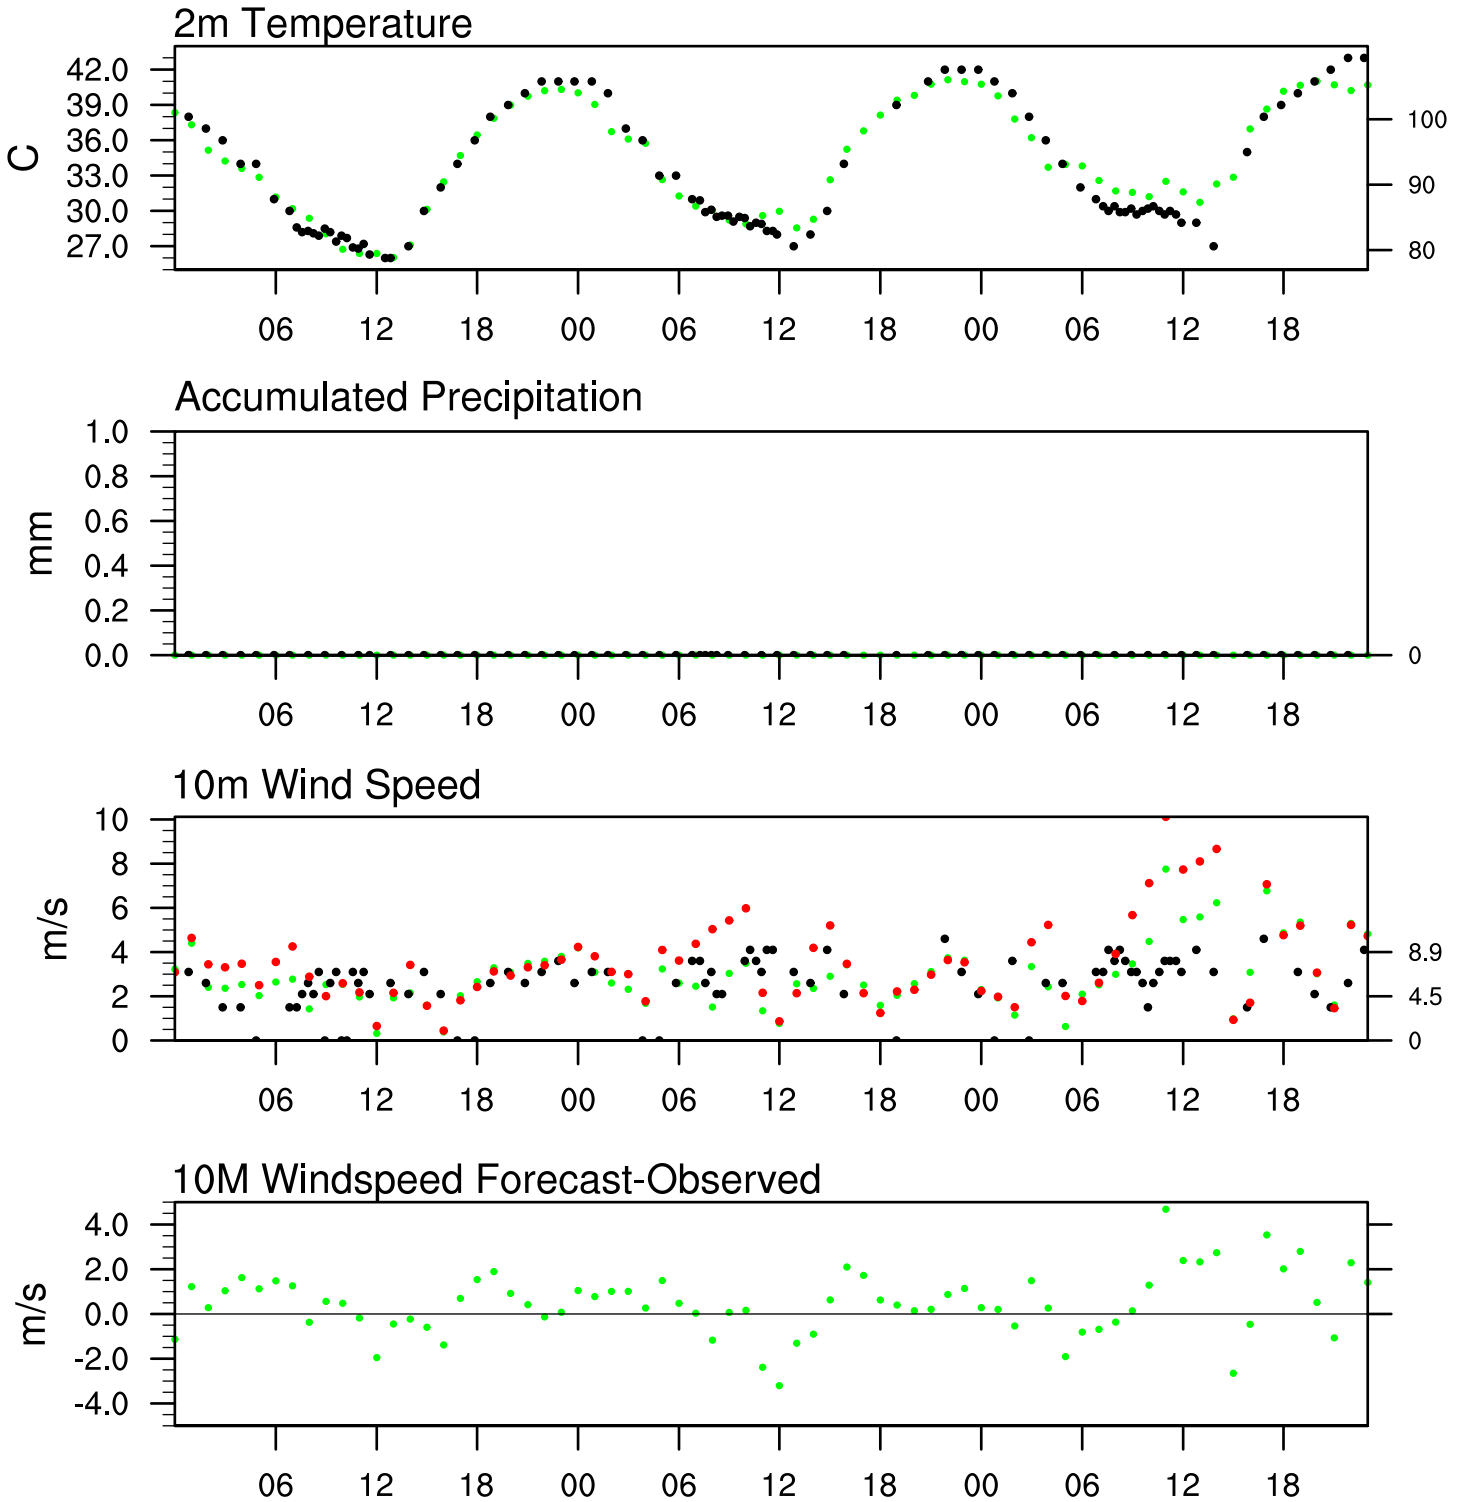 2m Temperature
42.0
39.0
36.0
33.0
30.0
27.0
C
100
90
80
06 12 18 00 06 12 18 00 06 12 18
Accumulated Precipitation
1.0
0.8
0.6
0.4
0.2
0.0
mm
0
06 12 18 00 06 12 18 00 06 12 18
10m Wind Speed
10
8
6
4
2
0
m/s
8.9
4.5
0
06 12 18 00 06 12 18 00 06 12 18
10M Windspeed Forecast-Observed
4.0
2.0
0.0
-2.0
-4.0
m/s
06 12 18 00 06 12 18 00 06 12 18